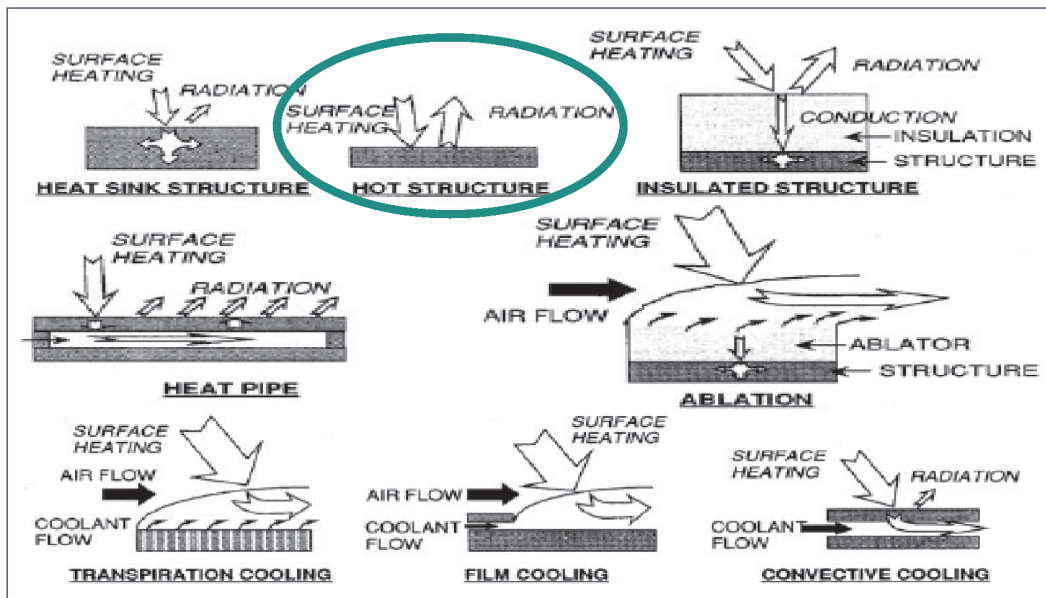 SURFACE
HEATING
RADIATION
HEAT SINK STRUCTURE
SURFACE
HEATING
RADIATION
HOT STRUCTURE
SURFACE
HEATING
RADIATION
CONDUCTION
INSULATION
STRUCTURE
INSULATED STRUCTURE
SURFACE
HEATING
RADIATION
HEAT PIPE
SURFACE
HEATING
AIR FLOW
ABLATOR
STRUCTURE
ABLATION
SURFACE
HEATING
AIR FLOW
COOLANT
FLOW
TRANSPIRATION COOLING
SURFACE
HEATING
AIR FLOW
COOLANT
FLOW
FILM COOLING
SURFACE
HEATING
RADIATION
COOLANT
FLOW
CONVECTIVE COOLING